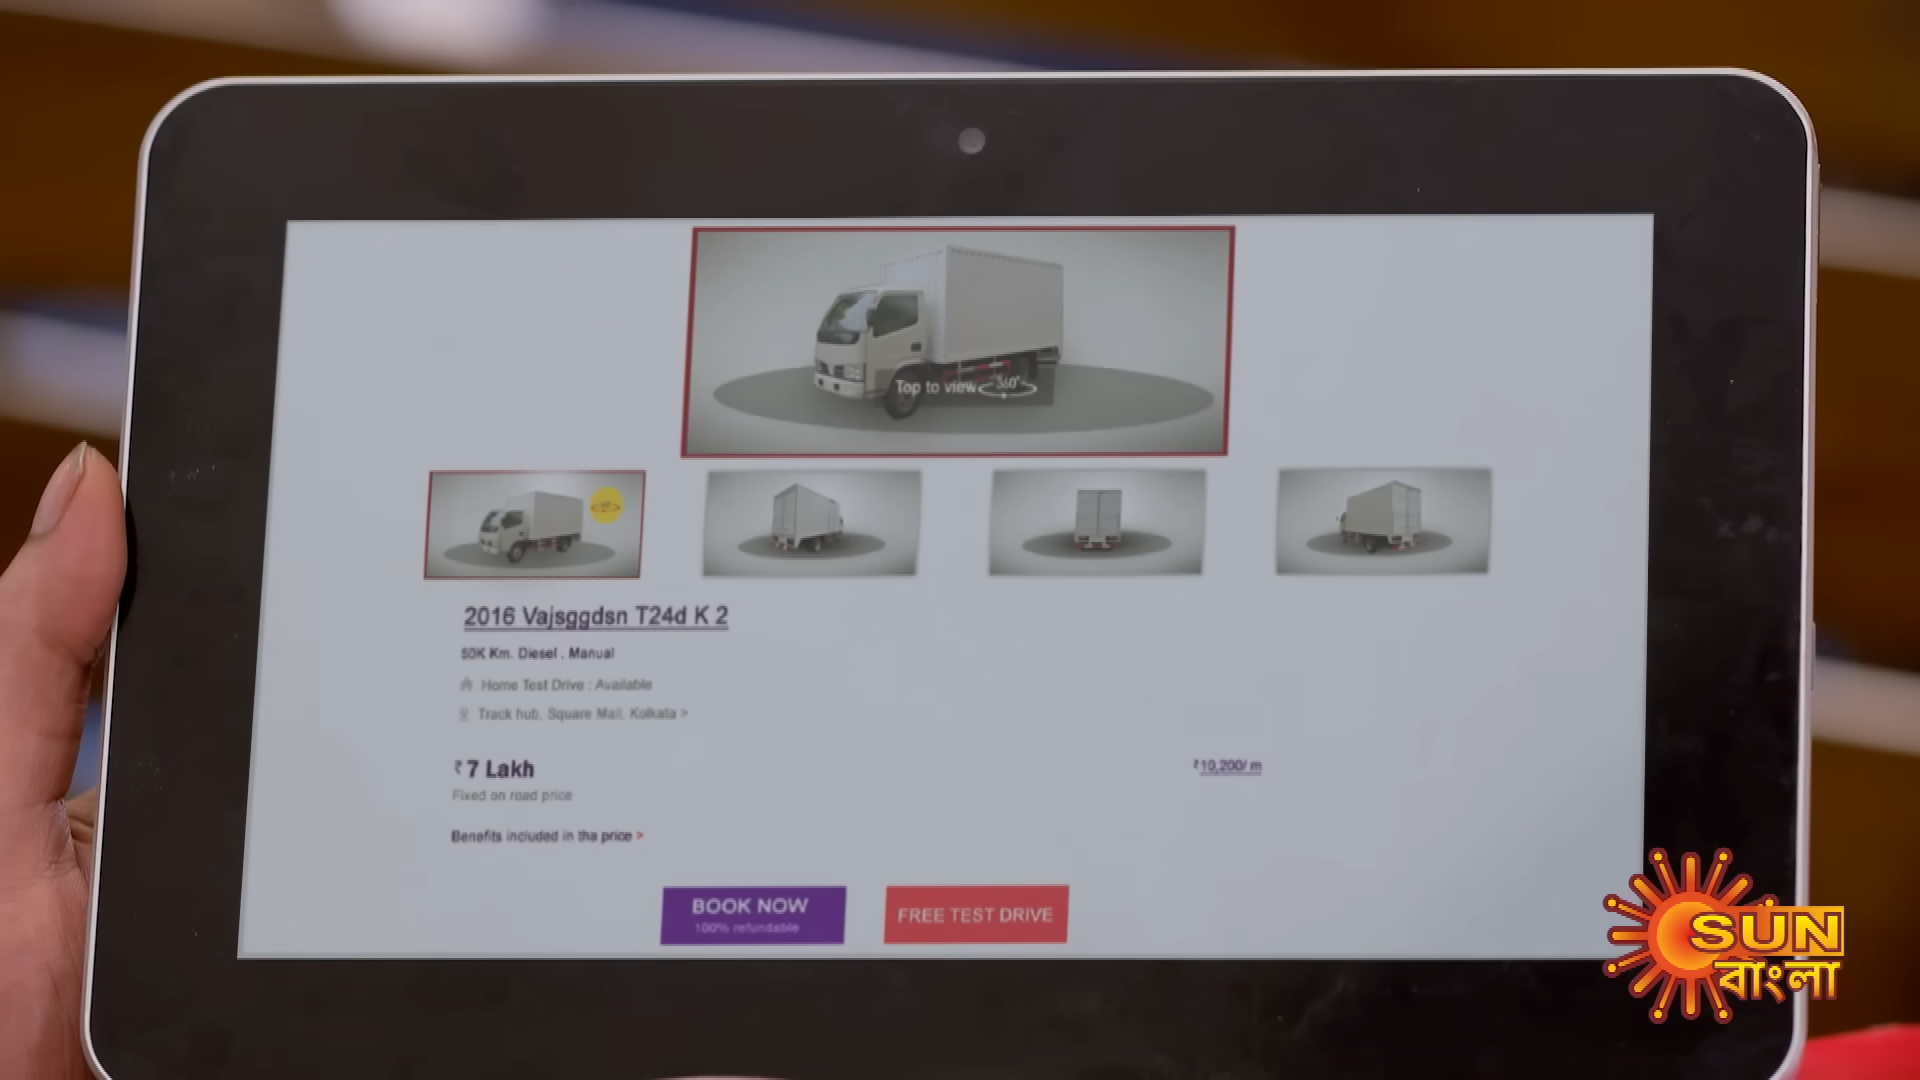 Top to view 360°
2016 Vajsggdsn T24d K 2
50K Km. Diesel . Manual
Home Test Drive : Available
Track hub, Square Mall, Kolkata >
₹ 7 Lakh
₹10,200/ m
Fixed on road price
Benefits included in tha price >
BOOK NOW
100% refundable
FREE TEST DRIVE
SUN
বাংলা